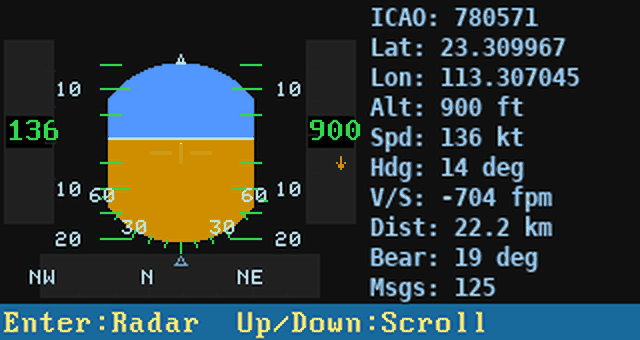 ICAO: 780571
Lat: 23.309967
Lon: 113.307045
Alt: 900 ft
Spd: 136 kt
Hdg: 14 deg
V/S: -704 fpm
Dist: 22.2 km
Bear: 19 deg
Msgs: 125
10 10
136 900
10 10
60 60
30 30
20 20
NW N NE
Enter:Radar Up/Down:Scroll